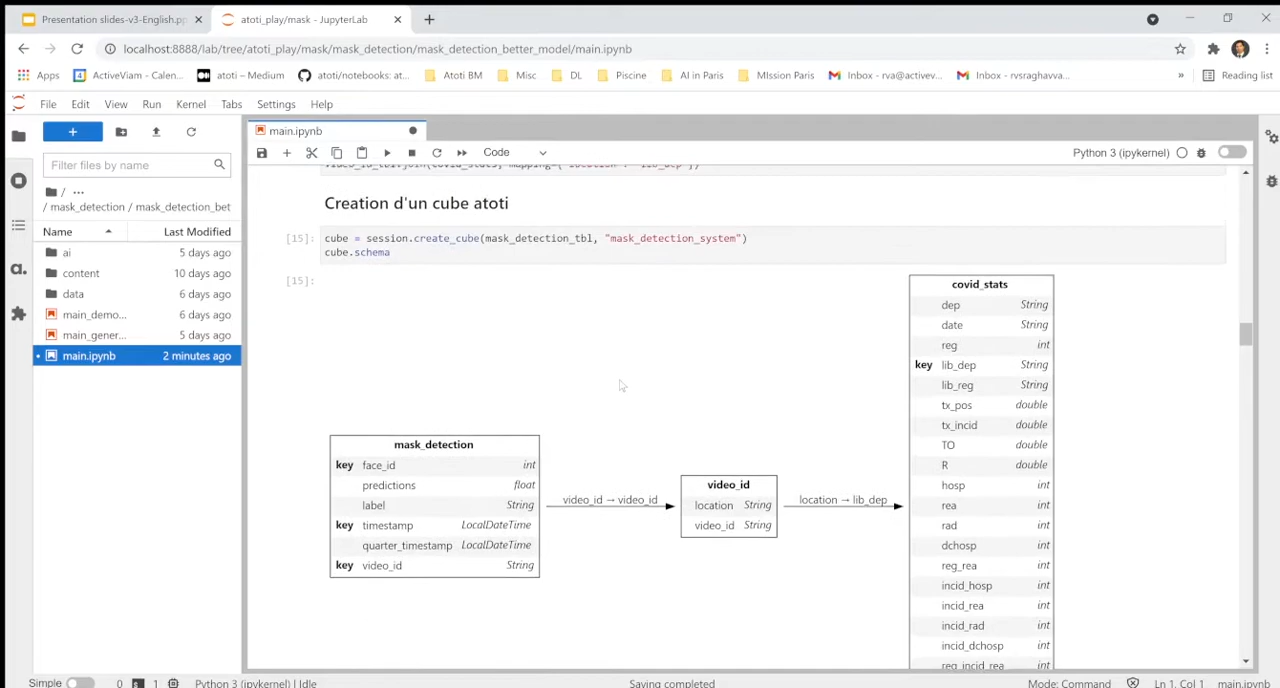 Presentation slides-v3-English.pp
atoti_play/mask - JupyterLab
localhost:8888/lab/tree/atoti_play/mask/mask_detection/mask_detection_better_model/main.ipynb
Apps
ActiveViam - Calen...
atoti – Medium
atoti/notebooks: at...
Atoti BM
Misc
DL
Piscine
AI in Paris
MIssion Paris
Inbox - rva@activev...
Inbox - rvsraghavva...
»
Reading list
File Edit View Run Kernel Tabs Settings Help
main.ipynb
Filter files by name
Code
Python 3 (ipykernel)
/ ...
/ mask_detection / mask_detection_bet
Name Last Modified
ai 5 days ago
content 10 days ago
data 6 days ago
main_demo... 6 days ago
main_gener... 5 days ago
main.ipynb 2 minutes ago
Creation d'un cube atoti
[15]: cube = session.create_cube(mask_detection_tbl, "mask_detection_system")
cube.schema
[15]:
mask_detection
key face_id int
predictions float
label String
key timestamp LocalDateTime
quarter_timestamp LocalDateTime
key video_id String
video_id → video_id
video_id
location String
video_id String
location → lib_dep
covid_stats
dep String
date String
reg int
key lib_dep String
lib_reg String
tx_pos double
tx_incid double
TO double
R double
hosp int
rea int
rad int
dchosp int
reg_rea int
incid_hosp int
incid_rea int
incid_rad int
incid_dchosp int
reg_incid_rea int
Simple 0 1 Python 3 (ipykernel) | Idle
Saving completed
Mode: Command Ln 1, Col 1 main.ipynb